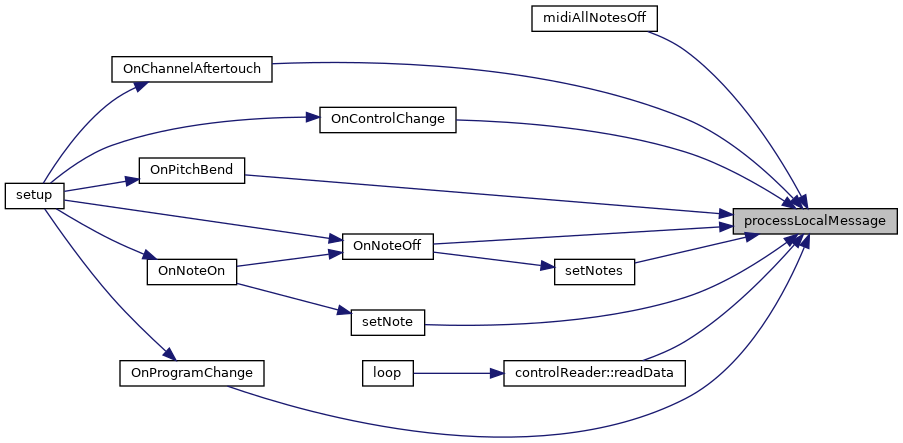 midiAllNotesOff
OnChannelAftertouch
OnControlChange
OnPitchBend
setup
processLocalMessage
OnNoteOff
OnNoteOn
setNotes
setNote
OnProgramChange
loop
controlReader::readData